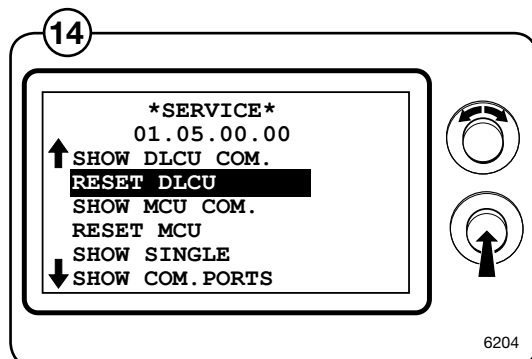 14
*SERVICE*
01.05.00.00
SHOW DLCU COM.
RESET DLCU
SHOW MCU COM.
RESET MCU
SHOW SINGLE
SHOW COM.PORTS
6204